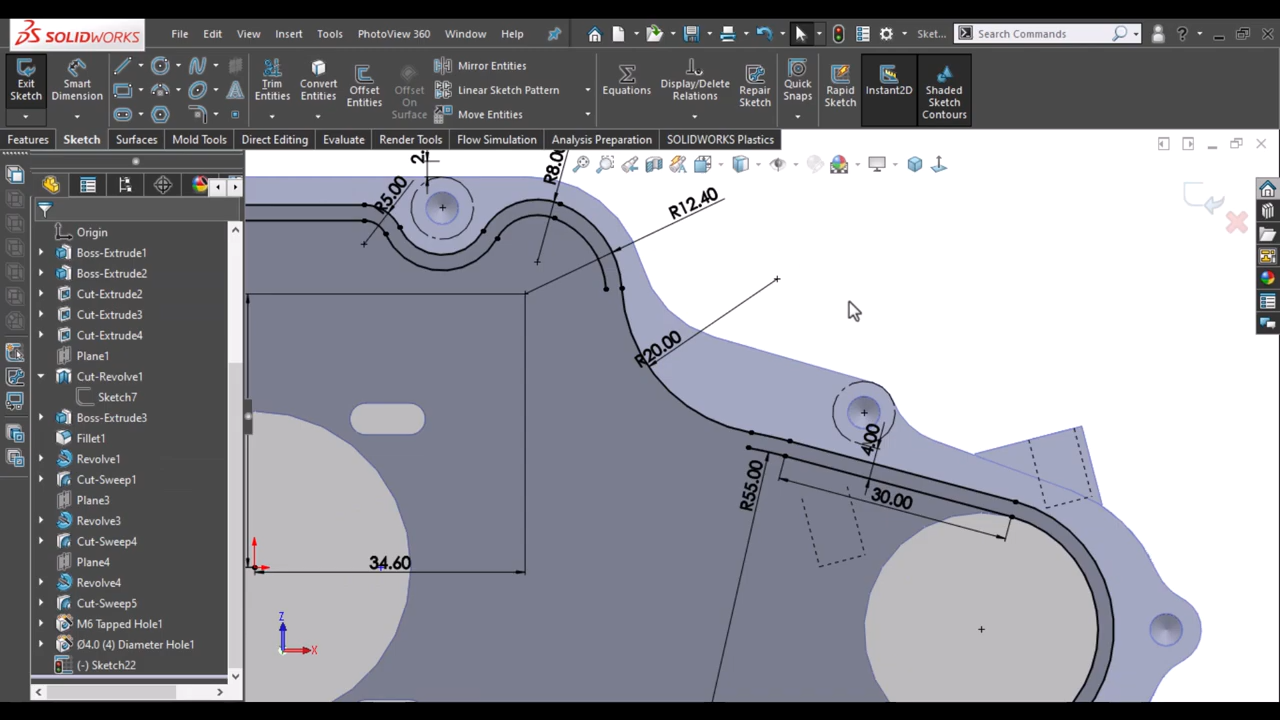 SOLIDWORKS File Edit View Insert Tools PhotoView 360 Window Help Sket... Search Commands
Exit Sketch Smart Dimension Trim Entities Convert Entities Offset Entities Offset On Surface Mirror Entities Linear Sketch Pattern Move Entities Equations Display/Delete Relations Repair Sketch Quick Snaps Rapid Sketch Instant2D Shaded Sketch Contours
Features Sketch Surfaces Mold Tools Direct Editing Evaluate Render Tools Flow Simulation Analysis Preparation SOLIDWORKS Plastics
Origin
Boss-Extrude1
Boss-Extrude2
Cut-Extrude2
Cut-Extrude3
Cut-Extrude4
Plane1
Cut-Revolve1
Sketch7
Boss-Extrude3
Fillet1
Revolve1
Cut-Sweep1
Plane3
Revolve3
Cut-Sweep4
Plane4
Revolve4
Cut-Sweep5
M6 Tapped Hole1
Ø4.0 (4) Diameter Hole1
(-) Sketch22
R5.00
R12.40
R20.00
4.00
R55.00
30.00
34.60
Z
X